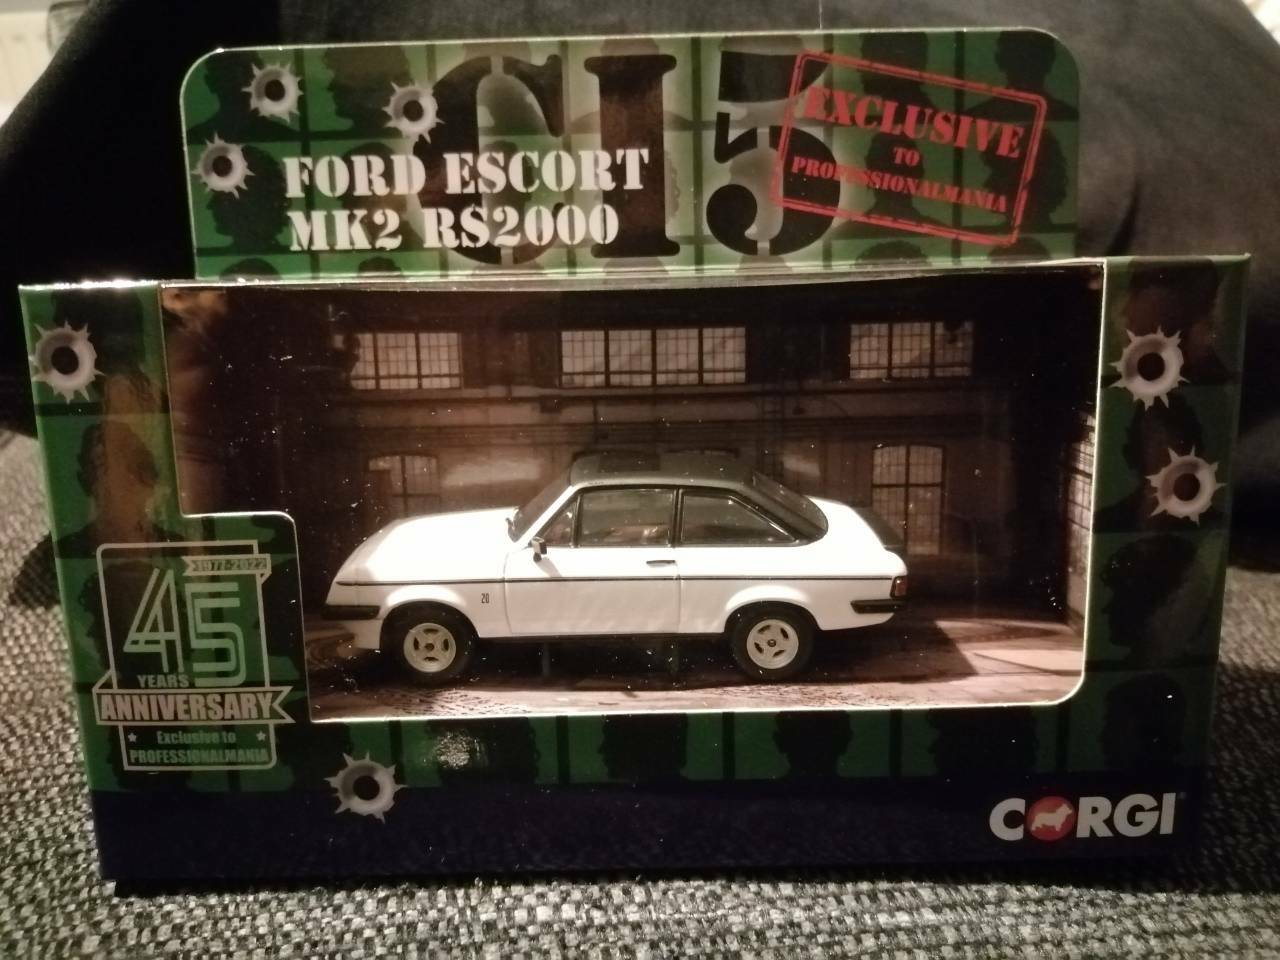 CI5
FORD ESCORT
MK2 RS2000
EXCLUSIVE
TO
PROFESSIONALMANIA
20
1977-2022
45
YEARS
ANNIVERSARY
Exclusive to
PROFESSIONALMANIA
CORGI